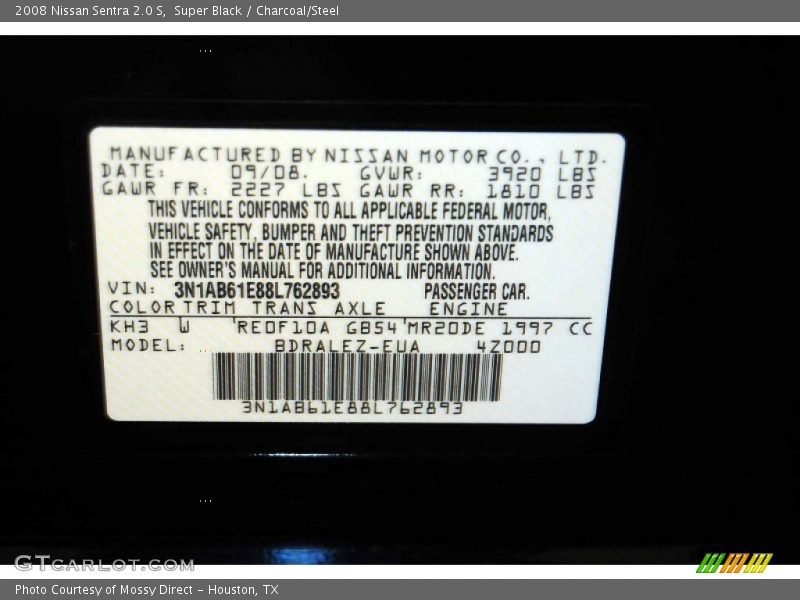 2008 Nissan Sentra 2.0 S,  Super Black / Charcoal/Steel
MANUFACTURED BY NISSAN MOTOR CO., LTD.
DATE: 09/08. GVWR: 3920 LBS
GAWR FR: 2227 LBS GAWR RR: 1810 LBS
THIS VEHICLE CONFORMS TO ALL APPLICABLE FEDERAL MOTOR,
VEHICLE SAFETY, BUMPER AND THEFT PREVENTION STANDARDS
IN EFFECT ON THE DATE OF MANUFACTURE SHOWN ABOVE.
SEE OWNER'S MANUAL FOR ADDITIONAL INFORMATION.
VIN: 3N1AB61E88L762893 PASSENGER CAR.
COLOR TRIM TRANS AXLE ENGINE
KH3 W 'RE0F10A GB54'MR20DE 1997 CC
MODEL: BDRALEZ-EUA 4Z000
3N1AB61E88L762893
GTCARLOT.COM
Photo Courtesy of Mossy Direct – Houston, TX